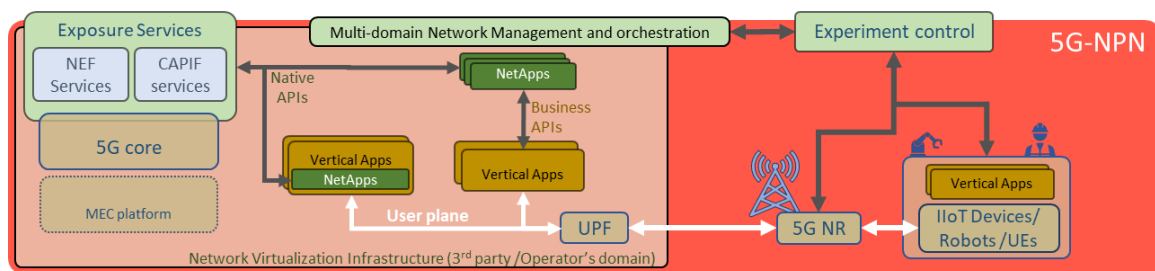 Exposure Services
NEF
Services
CAPIF
services
5G core
MEC platform
Native
APIs
Multi-domain Network Management and orchestration
NetApps
Business
APIs
Vertical Apps
NetApps
Vertical Apps
User plane
UPF
Network Virtualization Infrastructure (3rd party /Operator's domain)
Experiment control
5G-NPN
5G NR
Vertical Apps
IIoT Devices/
Robots /UEs